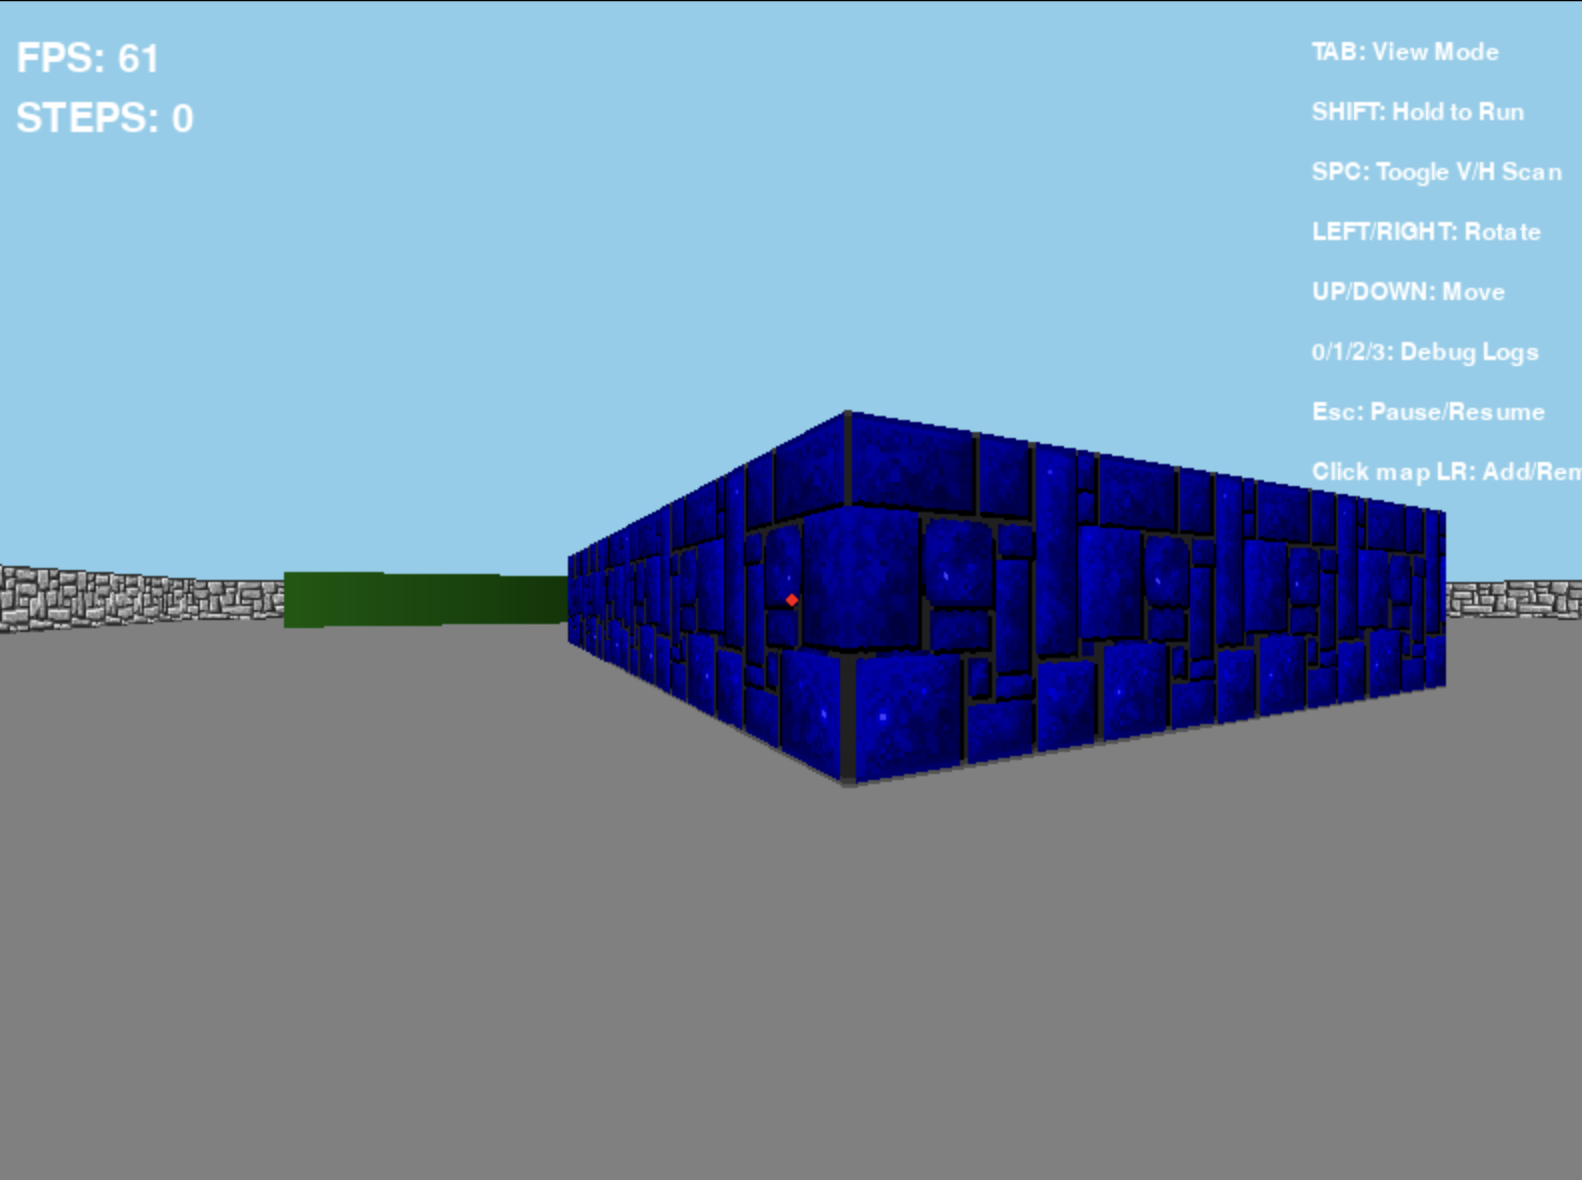 FPS: 61
STEPS: 0
TAB: View Mode
SHIFT: Hold to Run
SPC: Toogle V/H Scan
LEFT/RIGHT: Rotate
UP/DOWN: Move
0/1/2/3: Debug Logs
Esc: Pause/Resume
Click map LR: Add/Rem